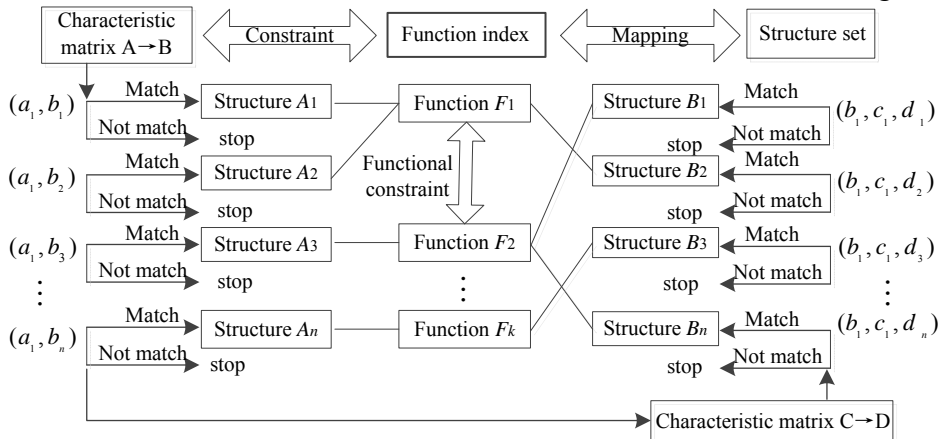 Characteristic
matrix A→B
Constraint
Function index
Mapping
Structure set
(a₁,b₁)
Match
Not match
stop
Structure A1
Function F1
Structure B1
Match
Not match
stop
(b₁,c₁,d₁)
(a₁,b₂)
Match
Not match
stop
Structure A2
Functional
constraint
Structure B2
Match
Not match
stop
(b₁,c₁,d₂)
(a₁,b₃)
Match
Not match
stop
Structure A3
Function F2
Structure B3
Match
Not match
stop
(b₁,c₁,d₃)
⋮
⋮
⋮
(a₁,bₙ)
Match
Not match
stop
Structure An
Function Fk
Structure Bn
Match
Not match
stop
(b₁,c₁,dₙ)
Characteristic matrix C→D